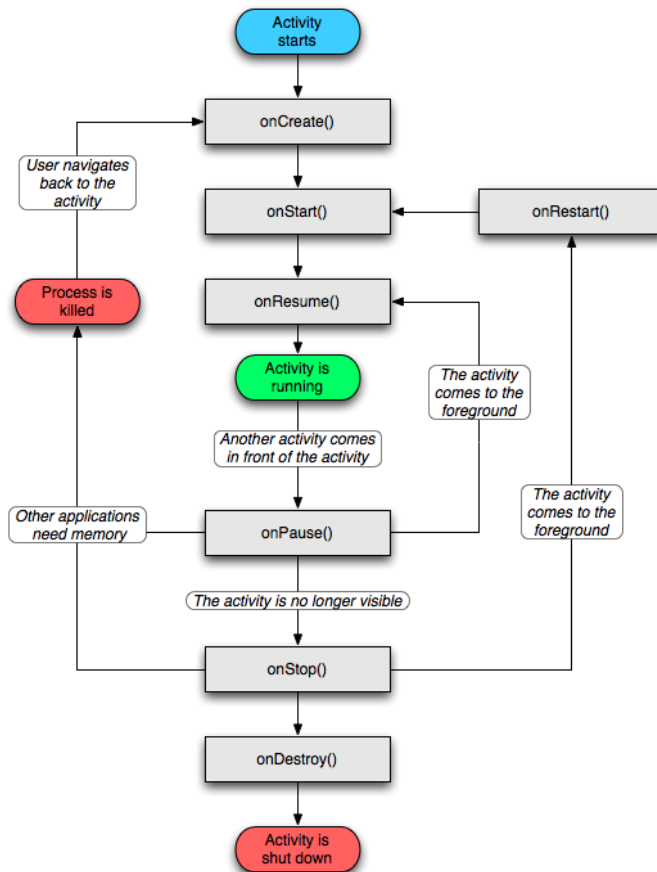 Activity
starts
onCreate()
User navigates
back to the
activity
onStart()
onRestart()
Process is
killed
onResume()
Activity is
running
The activity
comes to the
foreground
Another activity comes
in front of the activity
The activity
comes to the
foreground
Other applications
need memory
onPause()
The activity is no longer visible
onStop()
onDestroy()
Activity is
shut down